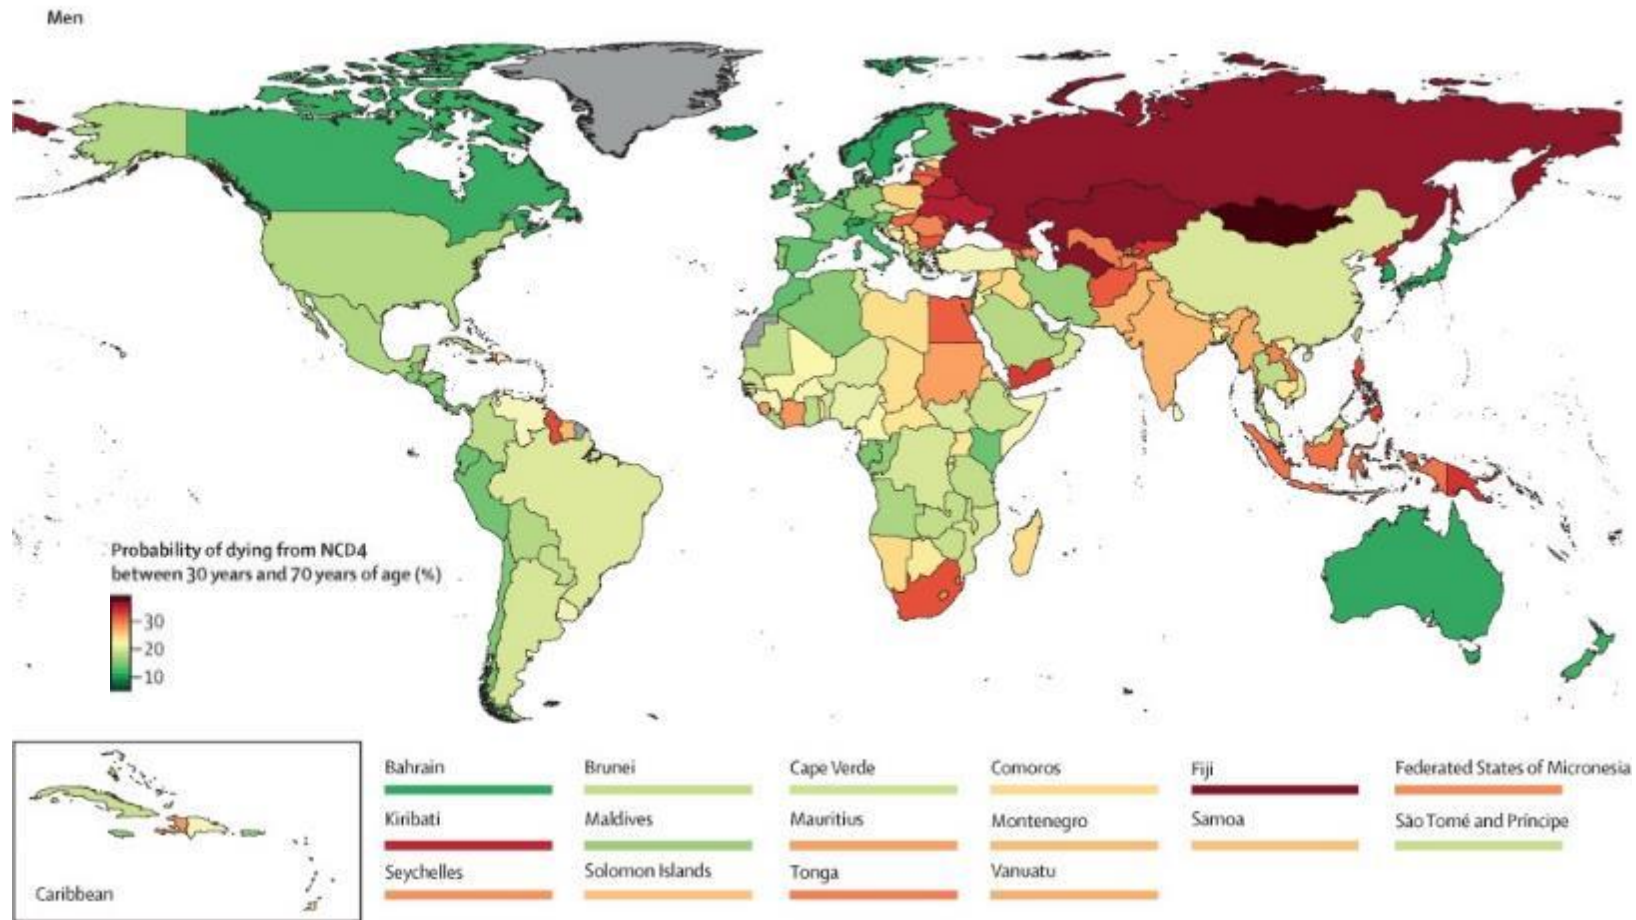 Men
Probability of dying from NCD4
between 30 years and 70 years of age (%)
30
20
10
Caribbean
Bahrain
Brunei
Cape Verde
Comoros
Fiji
Federated States of Micronesia
Kiribati
Maldives
Mauritius
Montenegro
Samoa
São Tomé and Príncipe
Seychelles
Solomon Islands
Tonga
Vanuatu